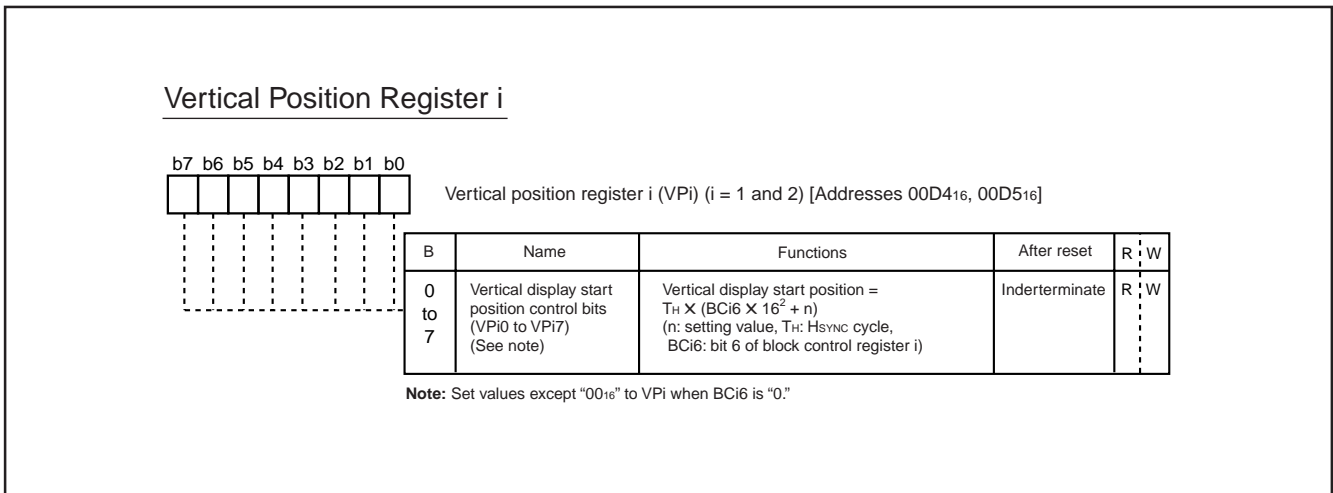 Vertical Position Register i
b7 b6 b5 b4 b3 b2 b1 b0
Vertical position register i (VPi) (i = 1 and 2) [Addresses 00D4₁₆, 00D5₁₆]
B Name Functions After reset R W
0 to 7
Vertical display start
position control bits
(VPi0 to VPi7)
(See note)
Vertical display start position =
TH X (BCi6 X 16² + n)
(n: setting value, TH: HSYNC cycle,
BCi6: bit 6 of block control register i)
Inderterminate R W
Note: Set values except “00₁₆” to VPi when BCi6 is “0.”